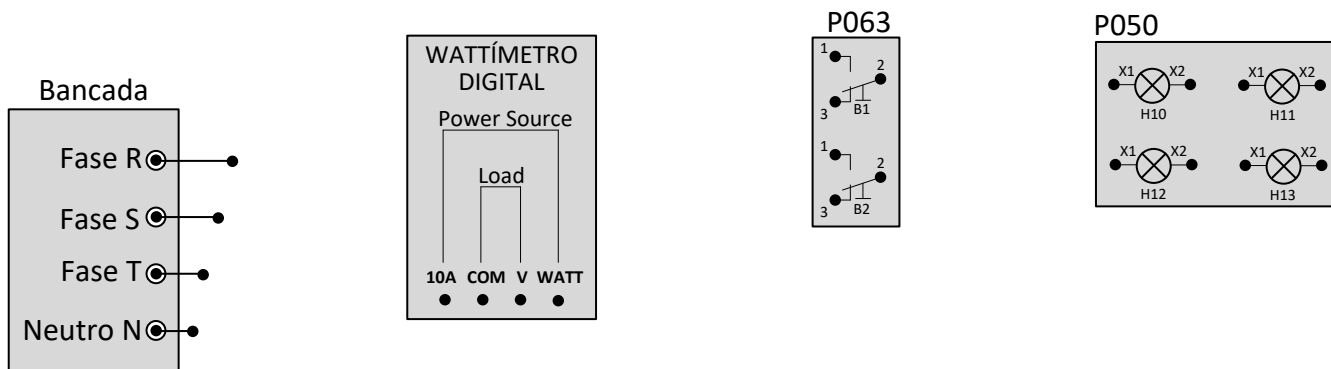 Bancada
Fase R
Fase S
Fase T
Neutro N
WATTÍMETRO
DIGITAL
Power Source
Load
10A COM V WATT
P063
1
2
3
B1
1
2
3
B2
P050
X1 X2
H10
X1 X2
H11
X1 X2
H12
X1 X2
H13